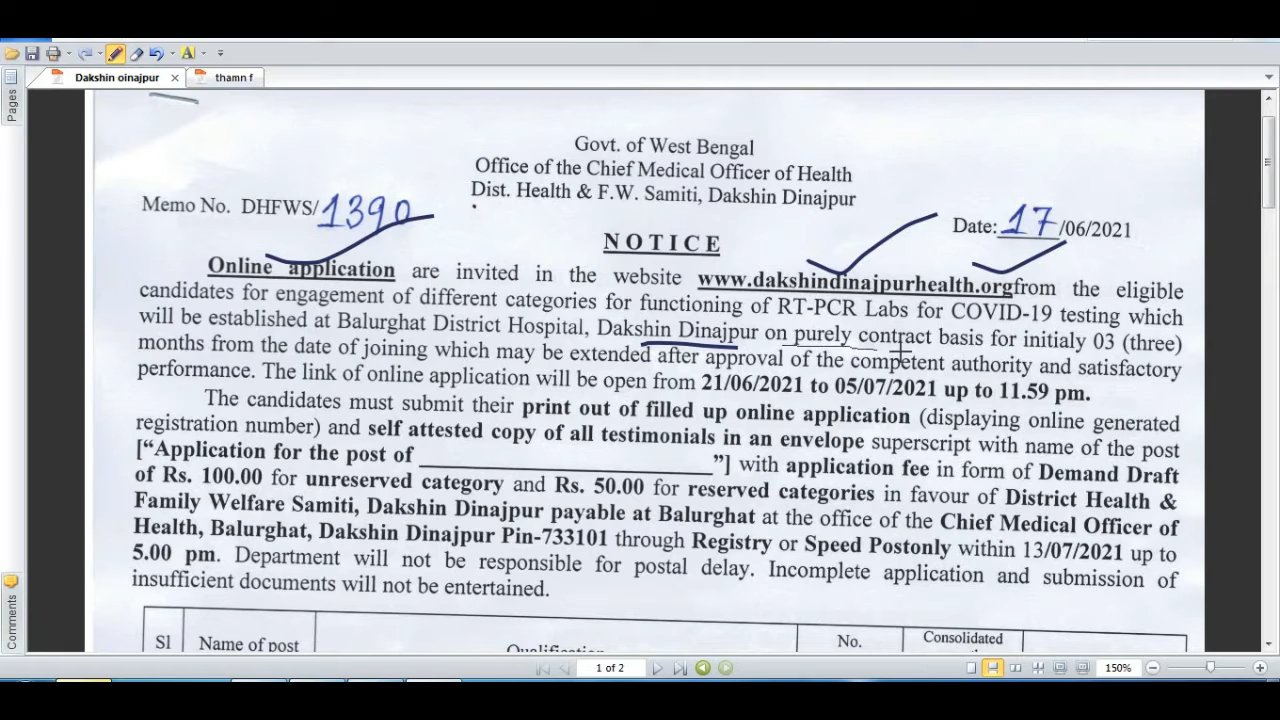 Dakshin oinajpur
thamn f
Pages
Govt. of West Bengal
Office of the Chief Medical Officer of Health
Dist. Health & F.W. Samiti, Dakshin Dinajpur
Memo No. DHFWS/1390
Date: 17/06/2021
NOTICE
Online application are invited in the website www.dakshindinajpurhealth.orgfrom the eligible
candidates for engagement of different categories for functioning of RT-PCR Labs for COVID-19 testing which
will be established at Balurghat District Hospital, Dakshin Dinajpur on purely contract basis for initialy 03 (three)
months from the date of joining which may be extended after approval of the competent authority and satisfactory
performance. The link of online application will be open from 21/06/2021 to 05/07/2021 up to 11.59 pm.
The candidates must submit their print out of filled up online application (displaying online generated
registration number) and self attested copy of all testimonials in an envelope superscript with name of the post
["Application for the post of ____________________"] with application fee in form of Demand Draft
of Rs. 100.00 for unreserved category and Rs. 50.00 for reserved categories in favour of District Health &
Family Welfare Samiti, Dakshin Dinajpur payable at Balurghat at the office of the Chief Medical Officer of
Health, Balurghat, Dakshin Dinajpur Pin-733101 through Registry or Speed Postonly within 13/07/2021 up to
5.00 pm. Department will not be responsible for postal delay. Incomplete application and submission of
insufficient documents will not be entertained.
Sl
Name of post
Qualification
No.
Consolidated
Comments
1 of 2
150%